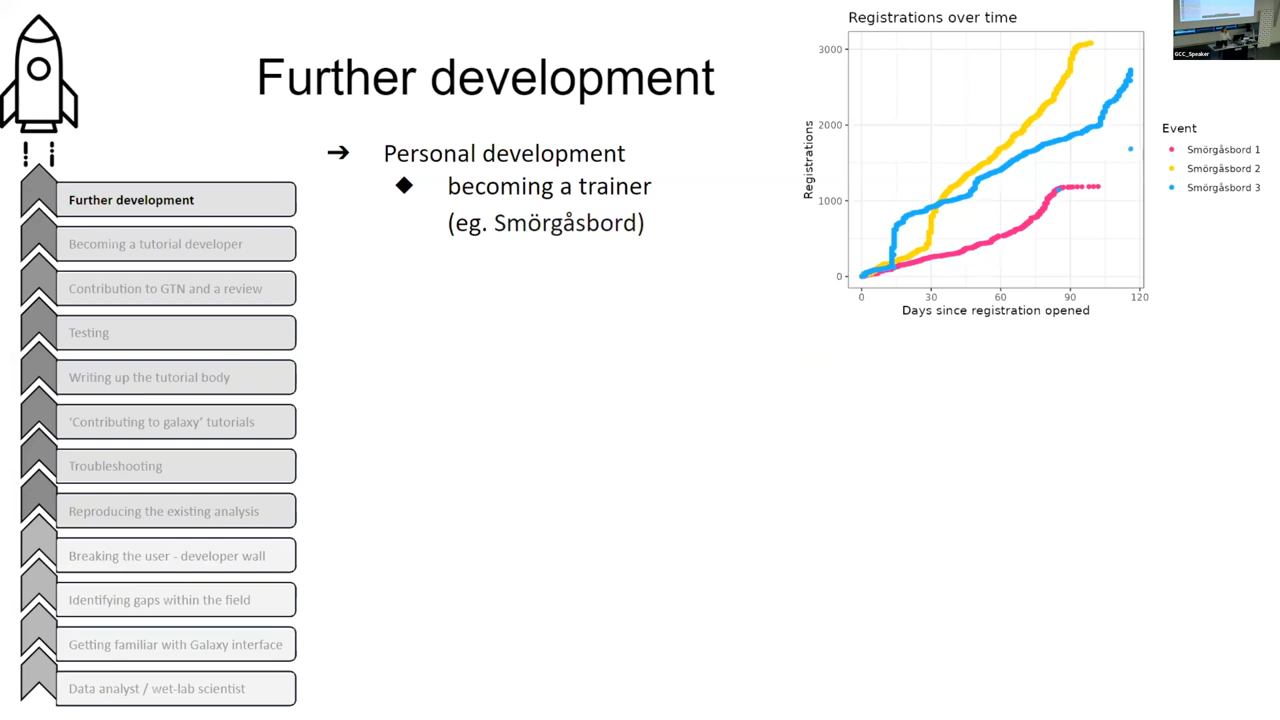 Further development
➔ Personal development
◆ becoming a trainer
(eg. Smörgåsbord)
Further development
Becoming a tutorial developer
Contribution to GTN and a review
Testing
Writing up the tutorial body
‘Contributing to galaxy’ tutorials
Troubleshooting
Reproducing the existing analysis
Breaking the user - developer wall
Identifying gaps within the field
Getting familiar with Galaxy interface
Data analyst / wet-lab scientist
Registrations over time
Registrations
3000
2000
1000
0
0 30 60 90 120
Days since registration opened
Event
Smörgåsbord 1
Smörgåsbord 2
Smörgåsbord 3
GCC_Speaker